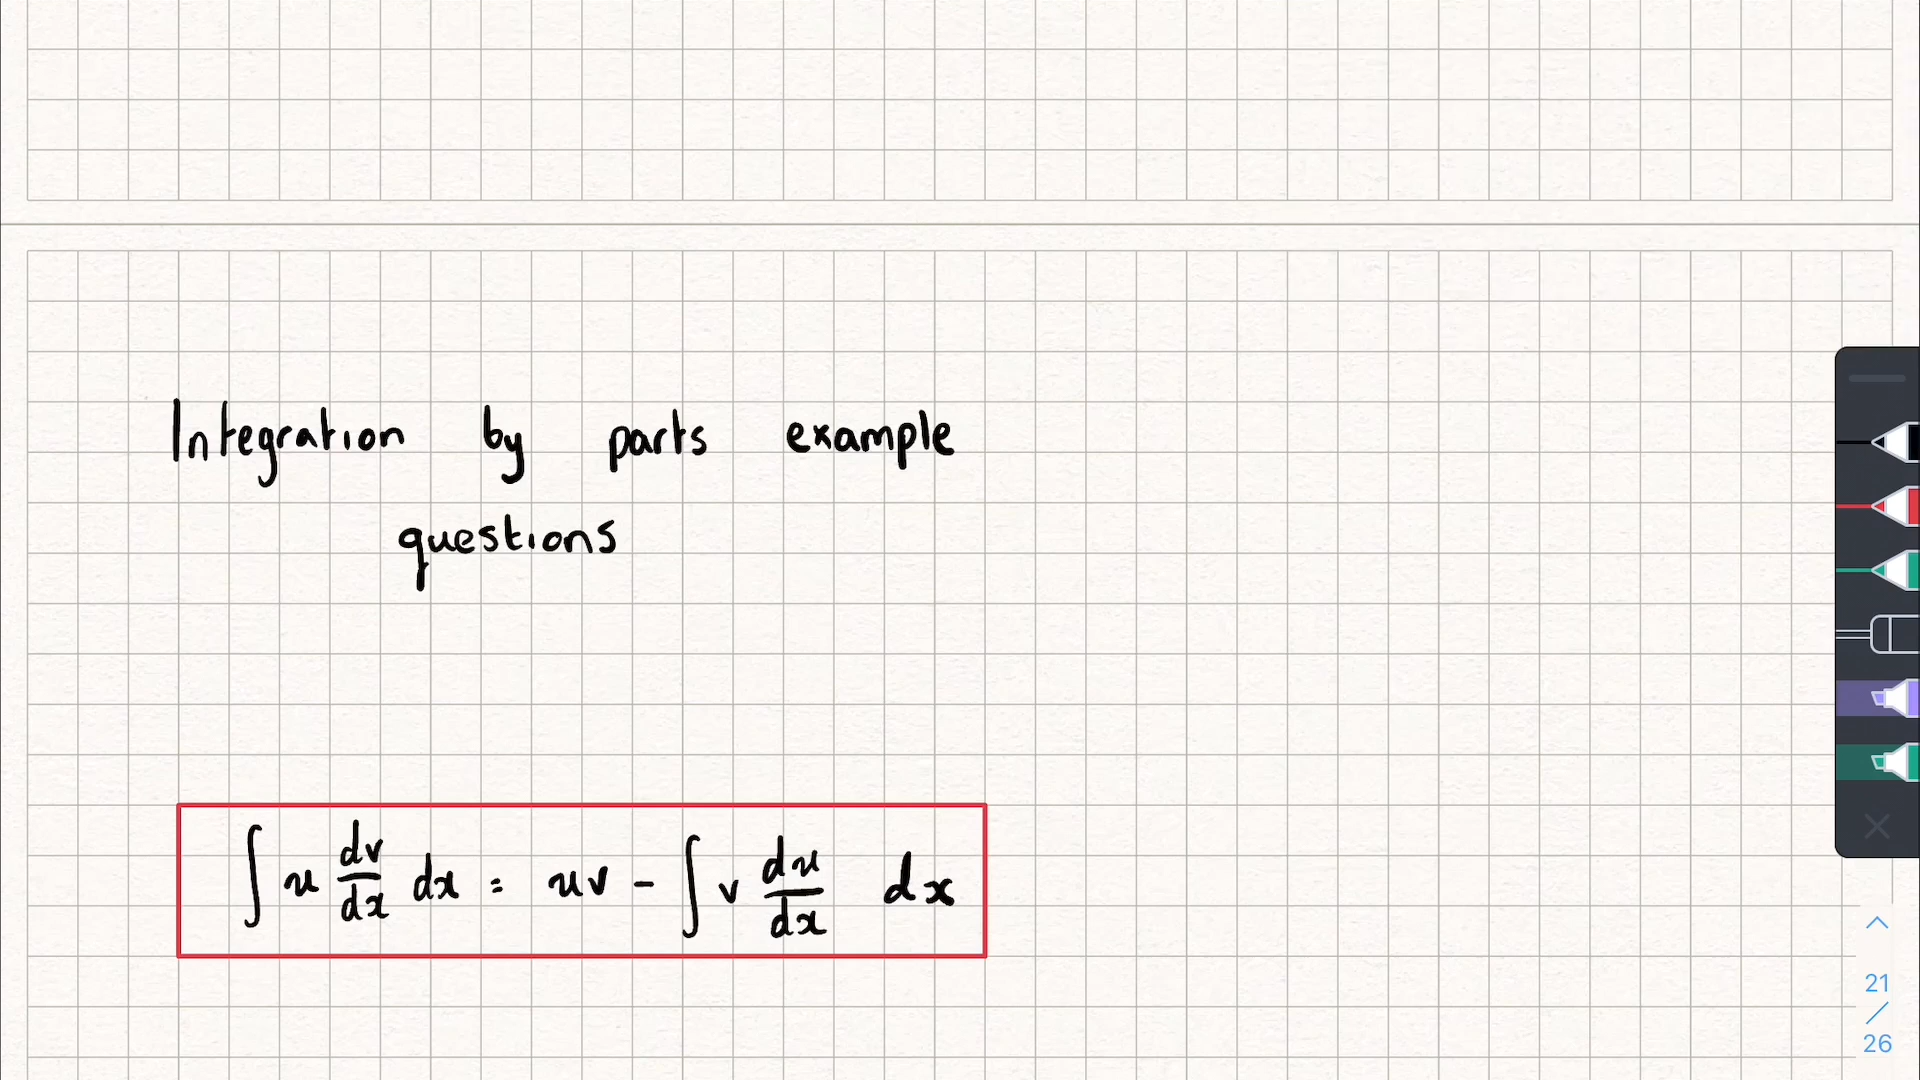 Integration by parts example
questions
∫ u dv/dx dx = uv - ∫ v du/dx dx
21
/
26